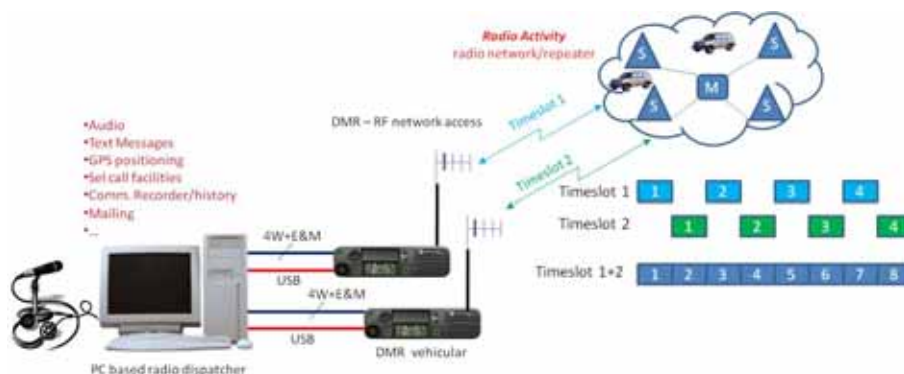 Radio Activity
radio network/repeater
S
S
M
S
S
DMR – RF network access
Timeslot 1
Timeslot 2
•Audio
•Text Messages
•GPS positioning
•Sel call facilities
•Comm. Recorder/history
•Mailing
•...
4W+E&M
USB
4W+E&M
USB
DMR vehicular
PC based radio dispatcher
Timeslot 1
1 2 3 4
Timeslot 2
1 2 3 4
Timeslot 1+2
1 2 3 4 5 6 7 8